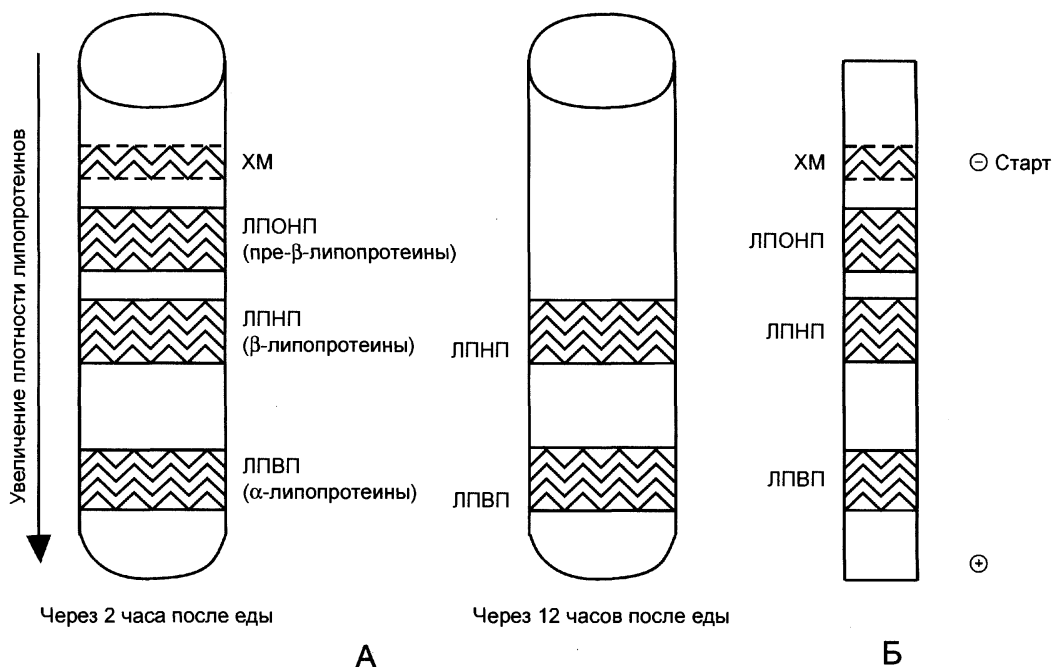 Увеличение плотности липопротеинов
ХМ
ЛПОНП
(пре-β-липопротеины)
ЛПНП
(β-липопротеины)
ЛПВП
(α-липопротеины)
Через 2 часа после еды
ЛПНП
ЛПВП
Через 12 часов после еды
А
ХМ
ЛПОНП
ЛПНП
ЛПВП
⊖ Старт
⊕
Б